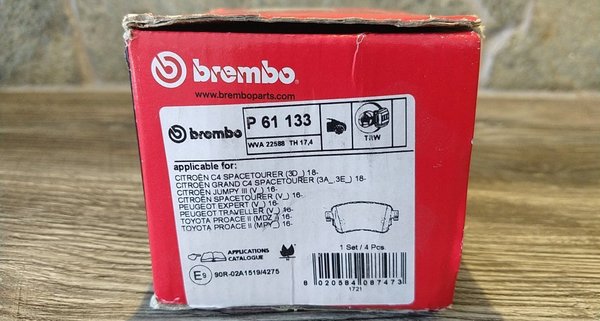 brembo
www.bremboparts.com
brembo
P 61 133
WVA 22588 TH 17,4
TRW
applicable for:
CITROËN C4 SPACETOURER (3D_) 18-
CITROËN GRAND C4 SPACETOURER (3A_,3E_) 18-
CITROËN JUMPY III (V_) 16-
CITROËN SPACETOURER (V_) 16-
PEUGEOT EXPERT (V_) 16-
PEUGEOT TRAVELLER (V_) 16-
TOYOTA PROACE II (MDZ_) 16-
TOYOTA PROACE II (MPY_) 16-
APPLICATIONS
CATALOGUE
1 Set / 4 Pcs.
E9 90R-02A1519/4275
8 020584 087473
1721